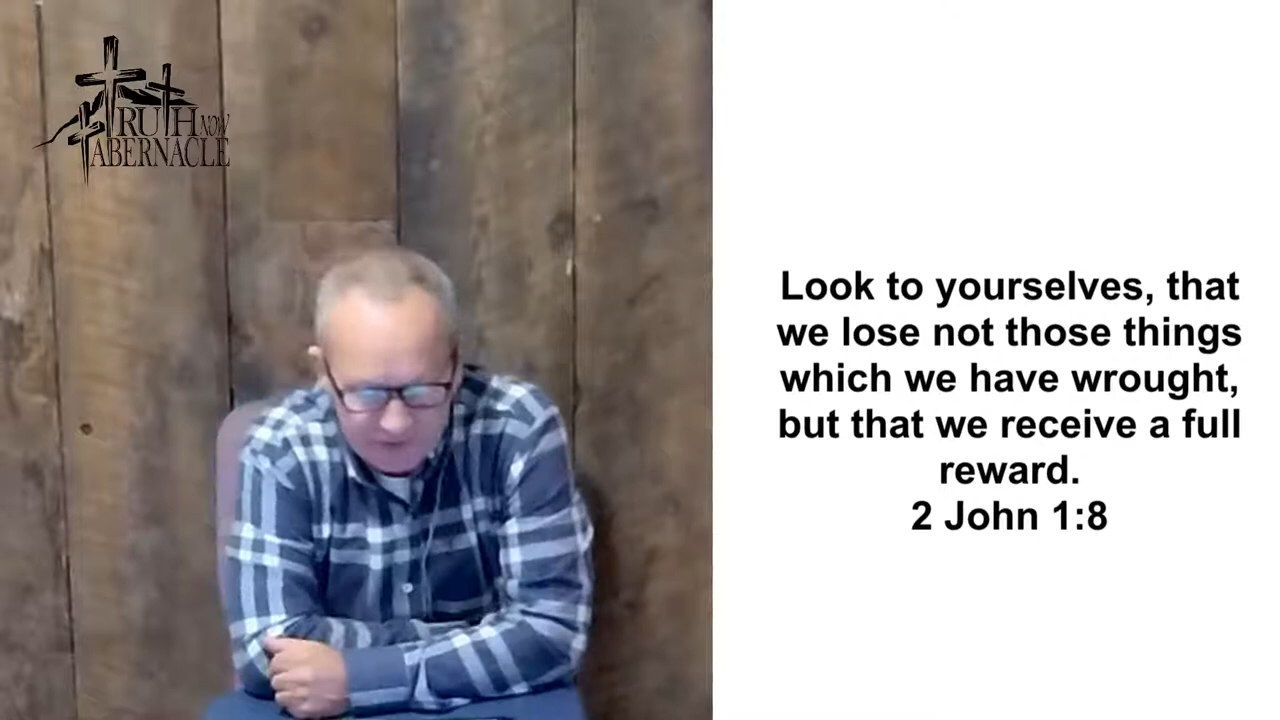 TRUTH NOW
TABERNACLE
Look to yourselves, that
we lose not those things
which we have wrought,
but that we receive a full
reward.
2 John 1:8